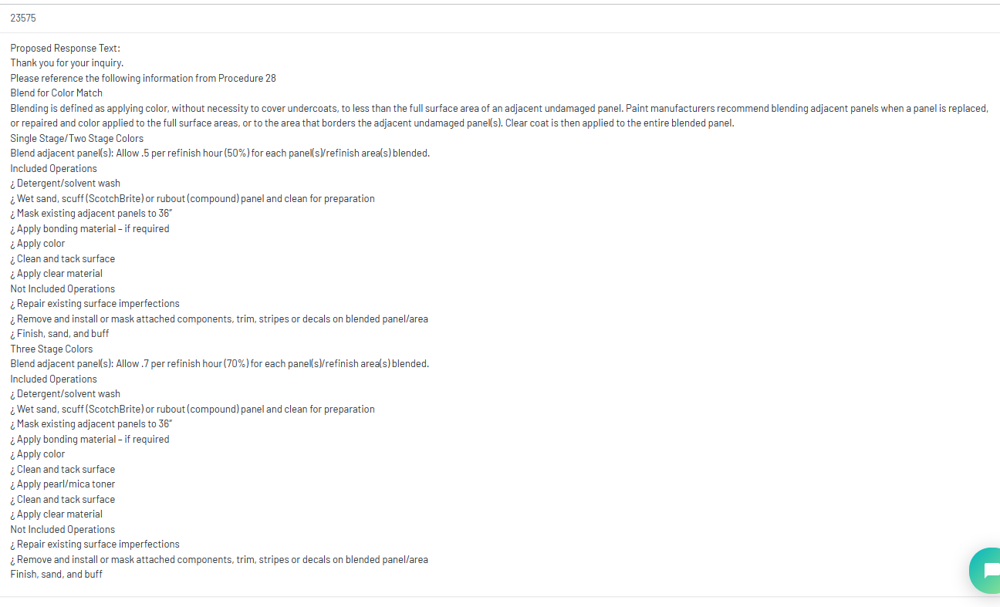 23575
Proposed Response Text:
Thank you for your inquiry.
Please reference the following information from Procedure 28
Blend for Color Match
Blending is defined as applying color, without necessity to cover undercoats, to less than the full surface area of an adjacent undamaged panel. Paint manufacturers recommend blending adjacent panels when a panel is replaced,
or repaired and color applied to the full surface areas, or to the area that borders the adjacent undamaged panel(s). Clear coat is then applied to the entire blended panel.
Single Stage/Two Stage Colors
Blend adjacent panel(s): Allow .5 per refinish hour (50%) for each panel(s)/refinish area(s) blended.
Included Operations
¿ Detergent/solvent wash
¿ Wet sand, scuff (ScotchBrite) or rubout (compound) panel and clean for preparation
¿ Mask existing adjacent panels to 36”
¿ Apply bonding material – if required
¿ Apply color
¿ Clean and tack surface
¿ Apply clear material
Not Included Operations
¿ Repair existing surface imperfections
¿ Remove and install or mask attached components, trim, stripes or decals on blended panel/area
¿ Finish, sand, and buff
Three Stage Colors
Blend adjacent panel(s): Allow .7 per refinish hour (70%) for each panel(s)/refinish area(s) blended.
Included Operations
¿ Detergent/solvent wash
¿ Wet sand, scuff (ScotchBrite) or rubout (compound) panel and clean for preparation
¿ Mask existing adjacent panels to 36”
¿ Apply bonding material – if required
¿ Apply color
¿ Clean and tack surface
¿ Apply pearl/mica toner
¿ Clean and tack surface
¿ Apply clear material
Not Included Operations
¿ Repair existing surface imperfections
¿ Remove and install or mask attached components, trim, stripes or decals on blended panel/area
Finish, sand, and buff